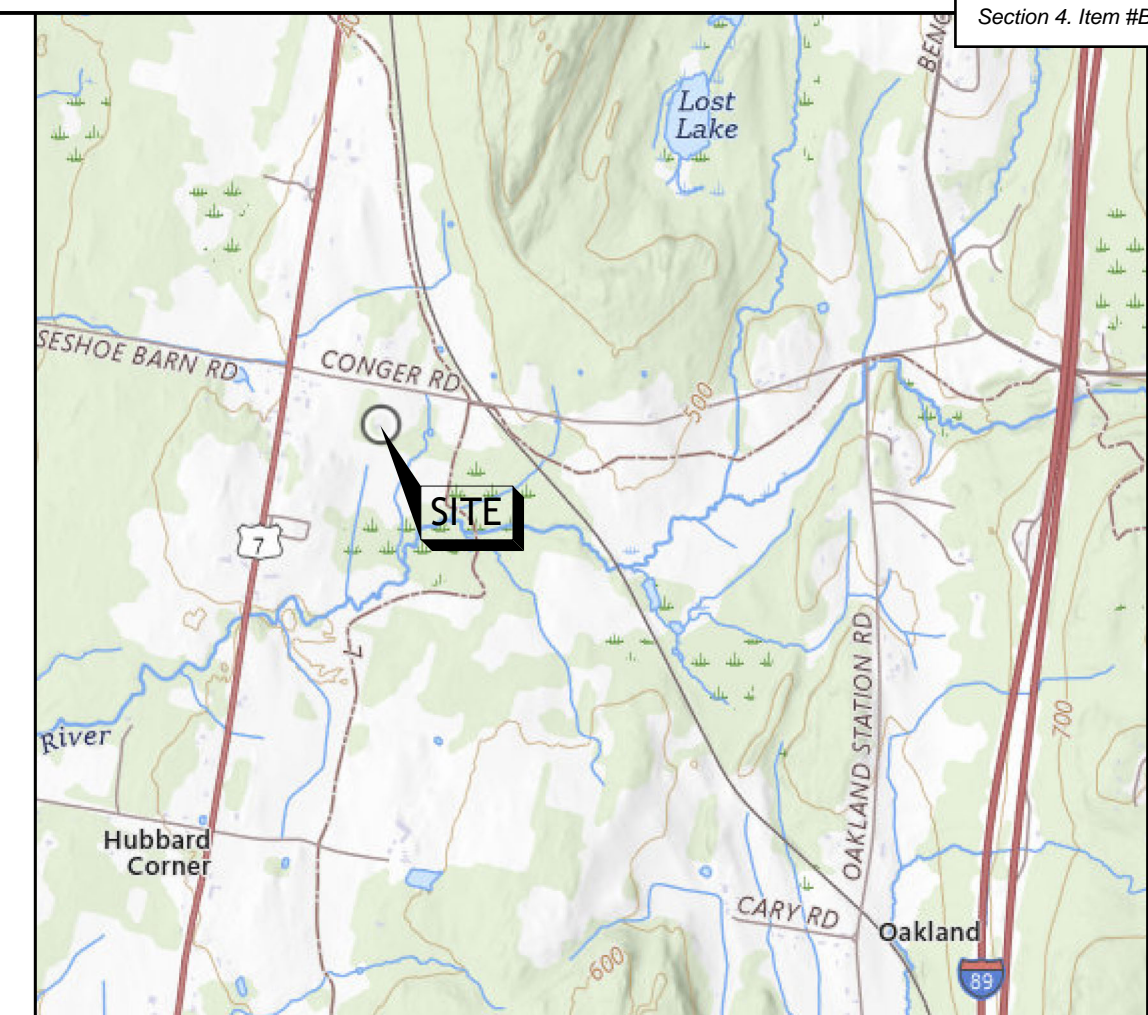 Section 4. Item #
40
BENG
Lost
Lake
SESHOE BARN RD
CONGER RD
500
SITE
7
OAKLAND STATION RD
River
700
Hubbard
Corner
CARY RD
Oakland
600
89